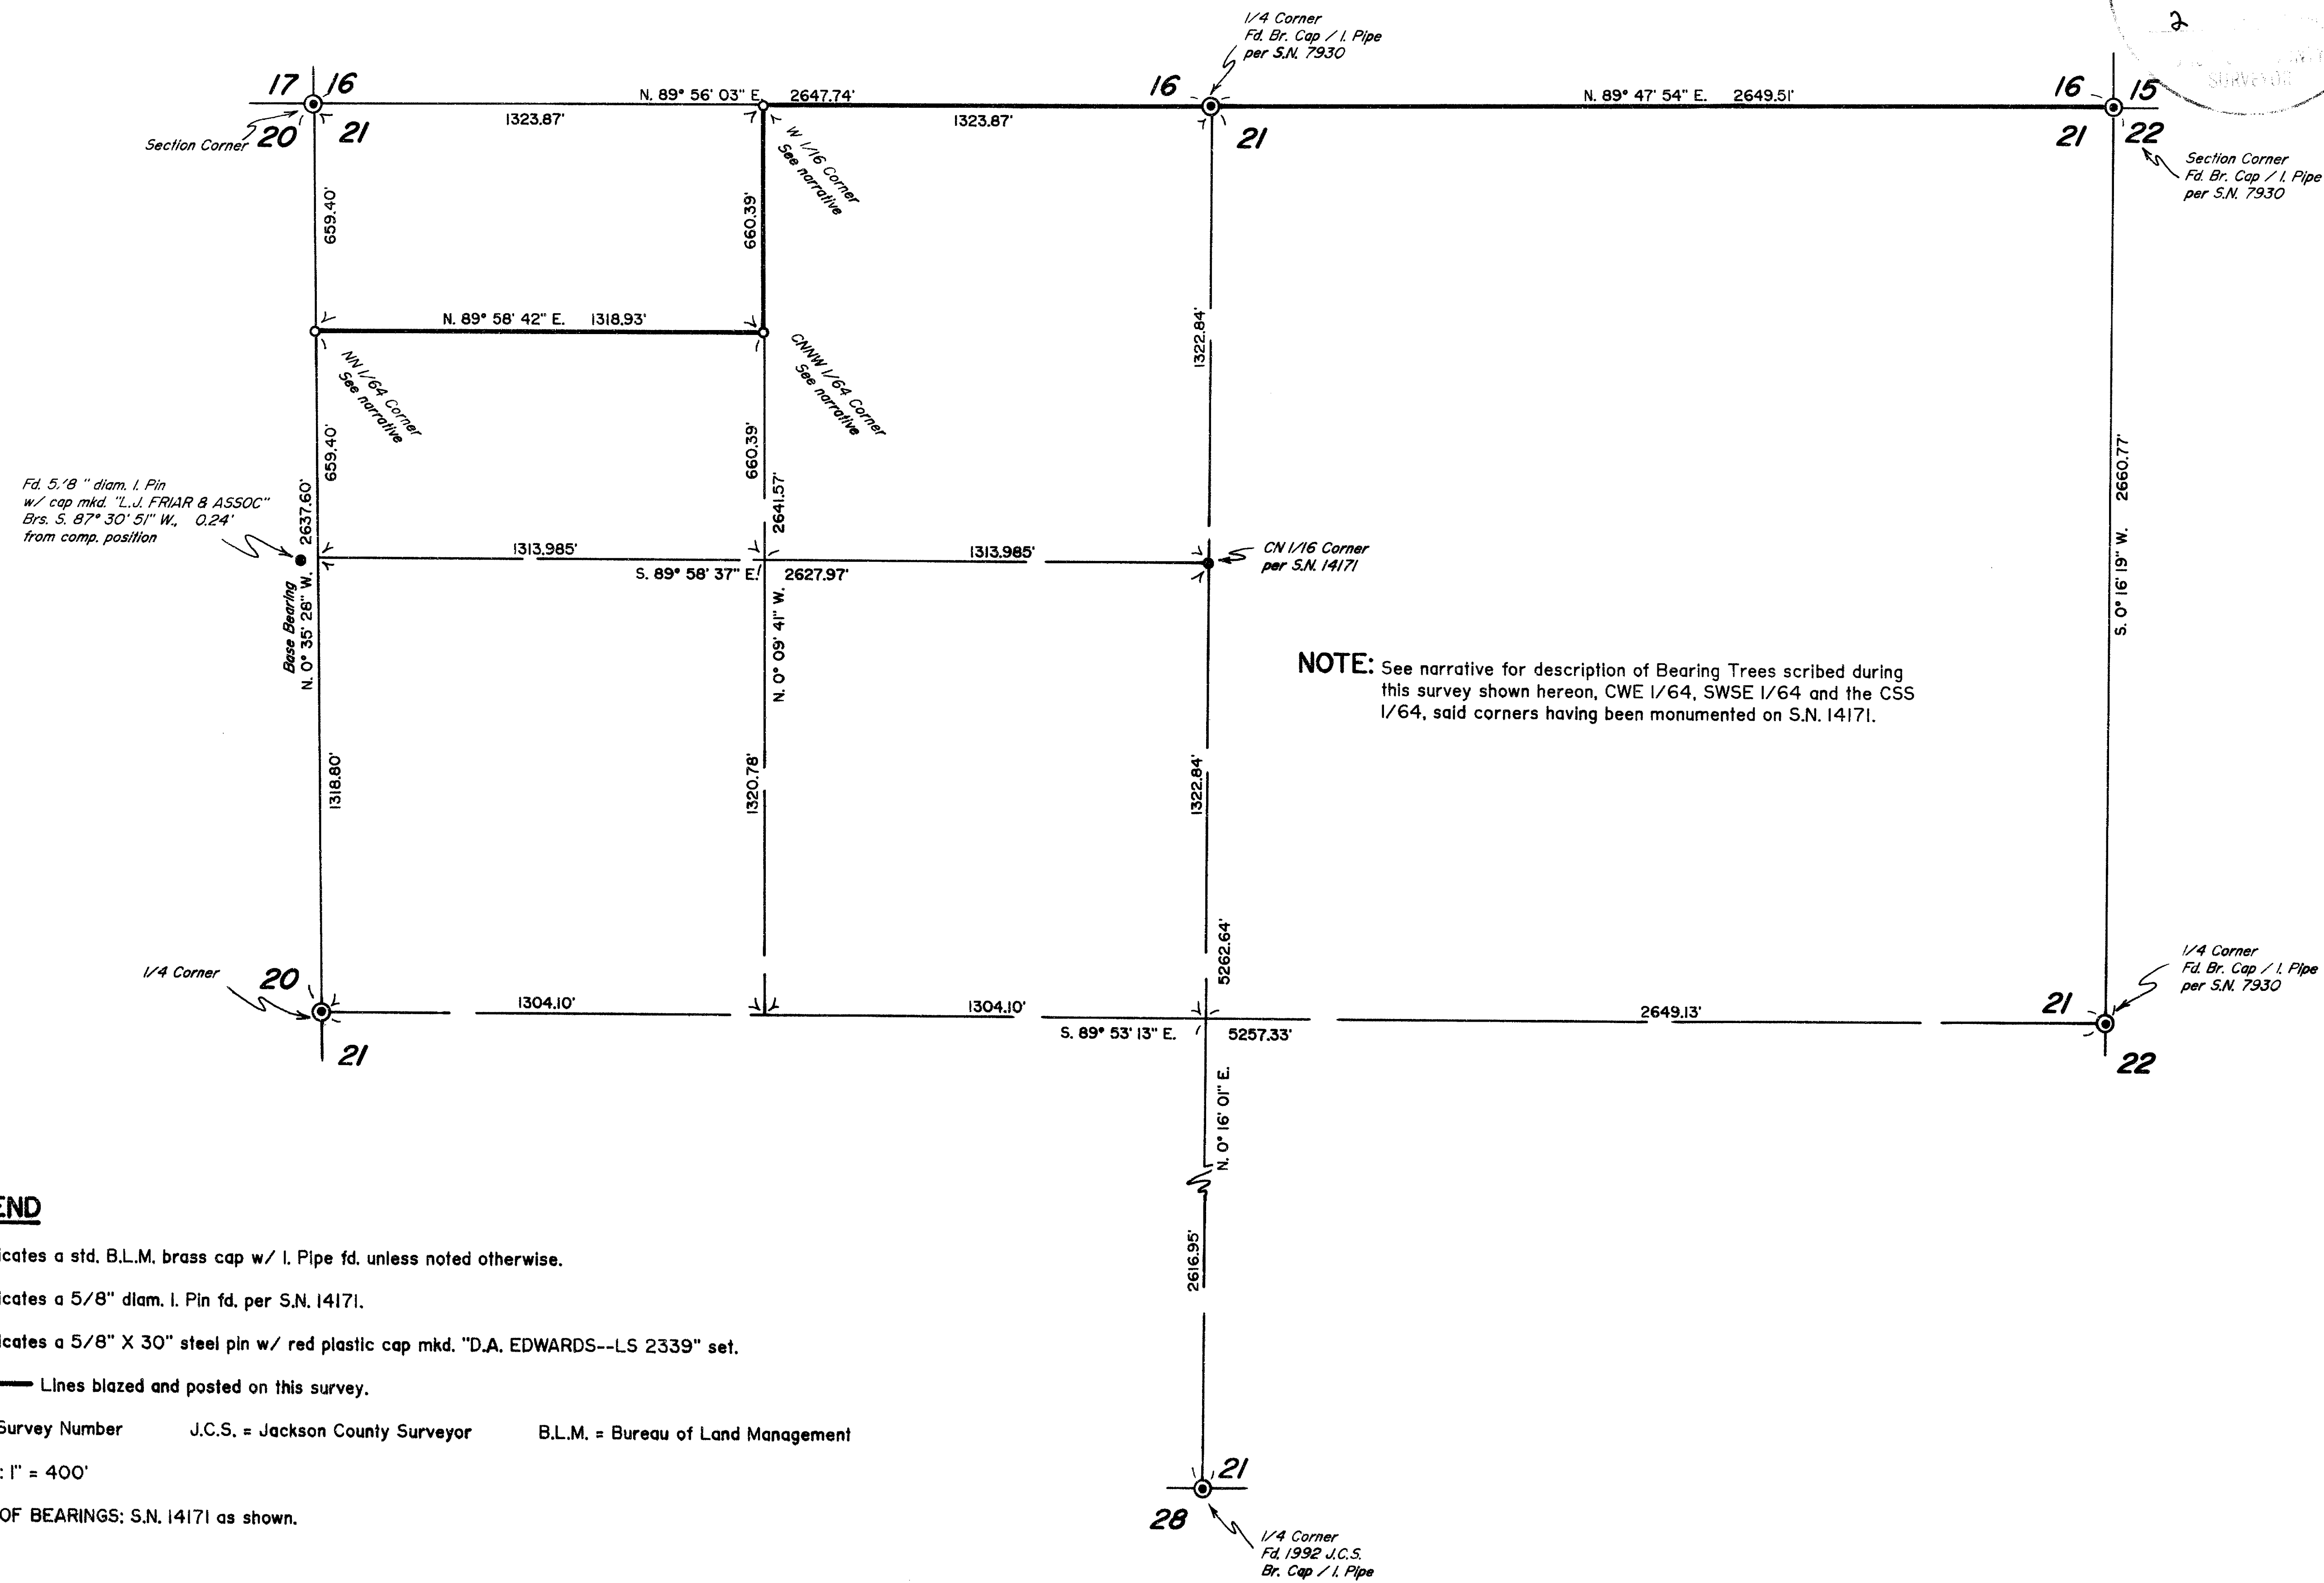 2
SURVEYOR
1/4 Corner
Fd. Br. Cap / I. Pipe
per S.N. 7930
17 16
20 21
Section Corner
N. 89° 56' 03" E. 2647.74'
1323.87'
1323.87'
16
21
N. 89° 47' 54" E. 2649.51'
16 15
21 22
Section Corner
Fd. Br. Cap / I. Pipe
per S.N. 7930
W 1/16 Corner
See narrative
659.40'
660.39'
N. 89° 58' 42" E. 1318.93'
NN 1/64 Corner
See narrative
CNNW 1/64 Corner
See narrative
1322.84'
659.40'
660.39'
2637.60'
2641.57'
2660.77'
S. 0° 16' 19" W.
Fd. 5/8" diam. I. Pin
w/ cap mkd. "L.J. FRIAR & ASSOC"
Brs. S. 87° 30' 51" W., 0.24'
from comp. position
1313.985'
1313.985'
S. 89° 58' 37" E. 2627.97'
CN 1/16 Corner
per S.N. 14171
Base Bearing
N. 0° 35' 28" W.
N. 0° 09' 41" W.
NOTE: See narrative for description of Bearing Trees scribed during
this survey shown hereon, CWE 1/64, SWSE 1/64 and the CSS
1/64, said corners having been monumented on S.N. 14171.
1318.80'
1320.78'
1322.84'
5262.64'
1/4 Corner
20
21
1304.10'
1304.10'
S. 89° 53' 13" E. 5257.33'
2649.13'
21
22
1/4 Corner
Fd. Br. Cap / I. Pipe
per S.N. 7930
N. 0° 16' 01" E.
2616.95'
21
28
1/4 Corner
Fd. 1992 J.C.S.
Br. Cap / I. Pipe
END
icates a std. B.L.M. brass cap w/ I. Pipe fd. unless noted otherwise.
icates a 5/8" diam. I. Pin fd. per S.N. 14171.
icates a 5/8" X 30" steel pin w/ red plastic cap mkd. "D.A. EDWARDS--LS 2339" set.
Lines blazed and posted on this survey.
Survey Number J.C.S. = Jackson County Surveyor B.L.M. = Bureau of Land Management
: 1" = 400'
OF BEARINGS: S.N. 14171 as shown.